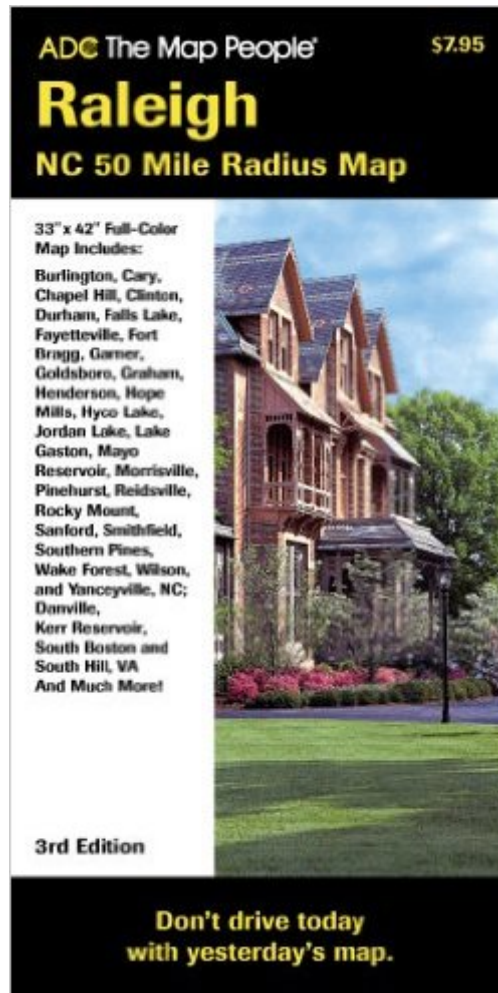 ADC The Map People®
$7.95
Raleigh
NC 50 Mile Radius Map
33" x 42" Full-Color
Map Includes:
Burlington, Cary,
Chapel Hill, Clinton,
Durham, Falls Lake,
Fayetteville, Fort
Bragg, Garner,
Goldsboro, Graham,
Henderson, Hope
Mills, Hyco Lake,
Jordan Lake, Lake
Gaston, Mayo
Reservoir, Morrisville,
Pinehurst, Reidsville,
Rocky Mount,
Sanford, Smithfield,
Southern Pines,
Wake Forest, Wilson,
and Yanceyville, NC;
Danville,
Kerr Reservoir,
South Boston and
South Hill, VA
And Much More!
3rd Edition
Don't drive today
with yesterday's map.